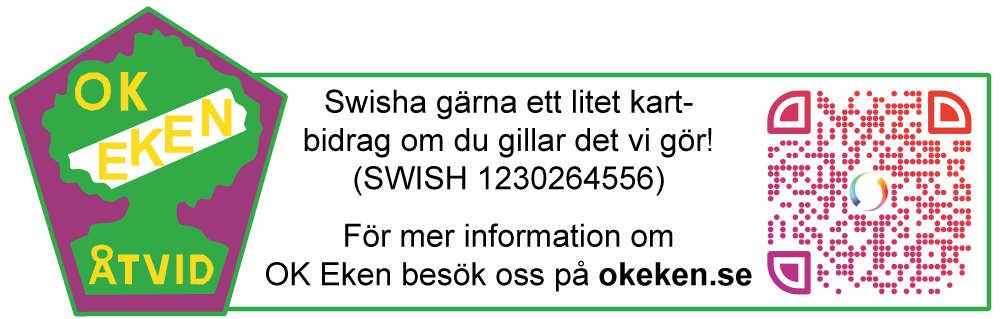 OK
EKEN
ÅTVID
Swisha gärna ett litet kart-
bidrag om du gillar det vi gör!
(SWISH 1230264556)
För mer information om
OK Eken besök oss på okeken.se